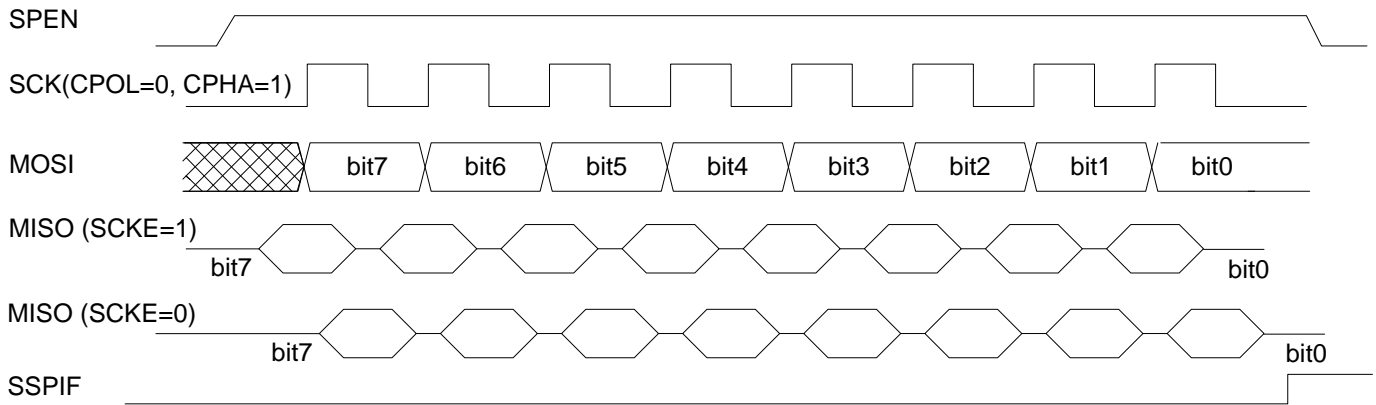 SPEN
SCK(CPOL=0, CPHA=1)
MOSI
bit7 bit6 bit5 bit4 bit3 bit2 bit1 bit0
MISO (SCKE=1)
bit7 bit0
MISO (SCKE=0)
bit7 bit0
SSPIF